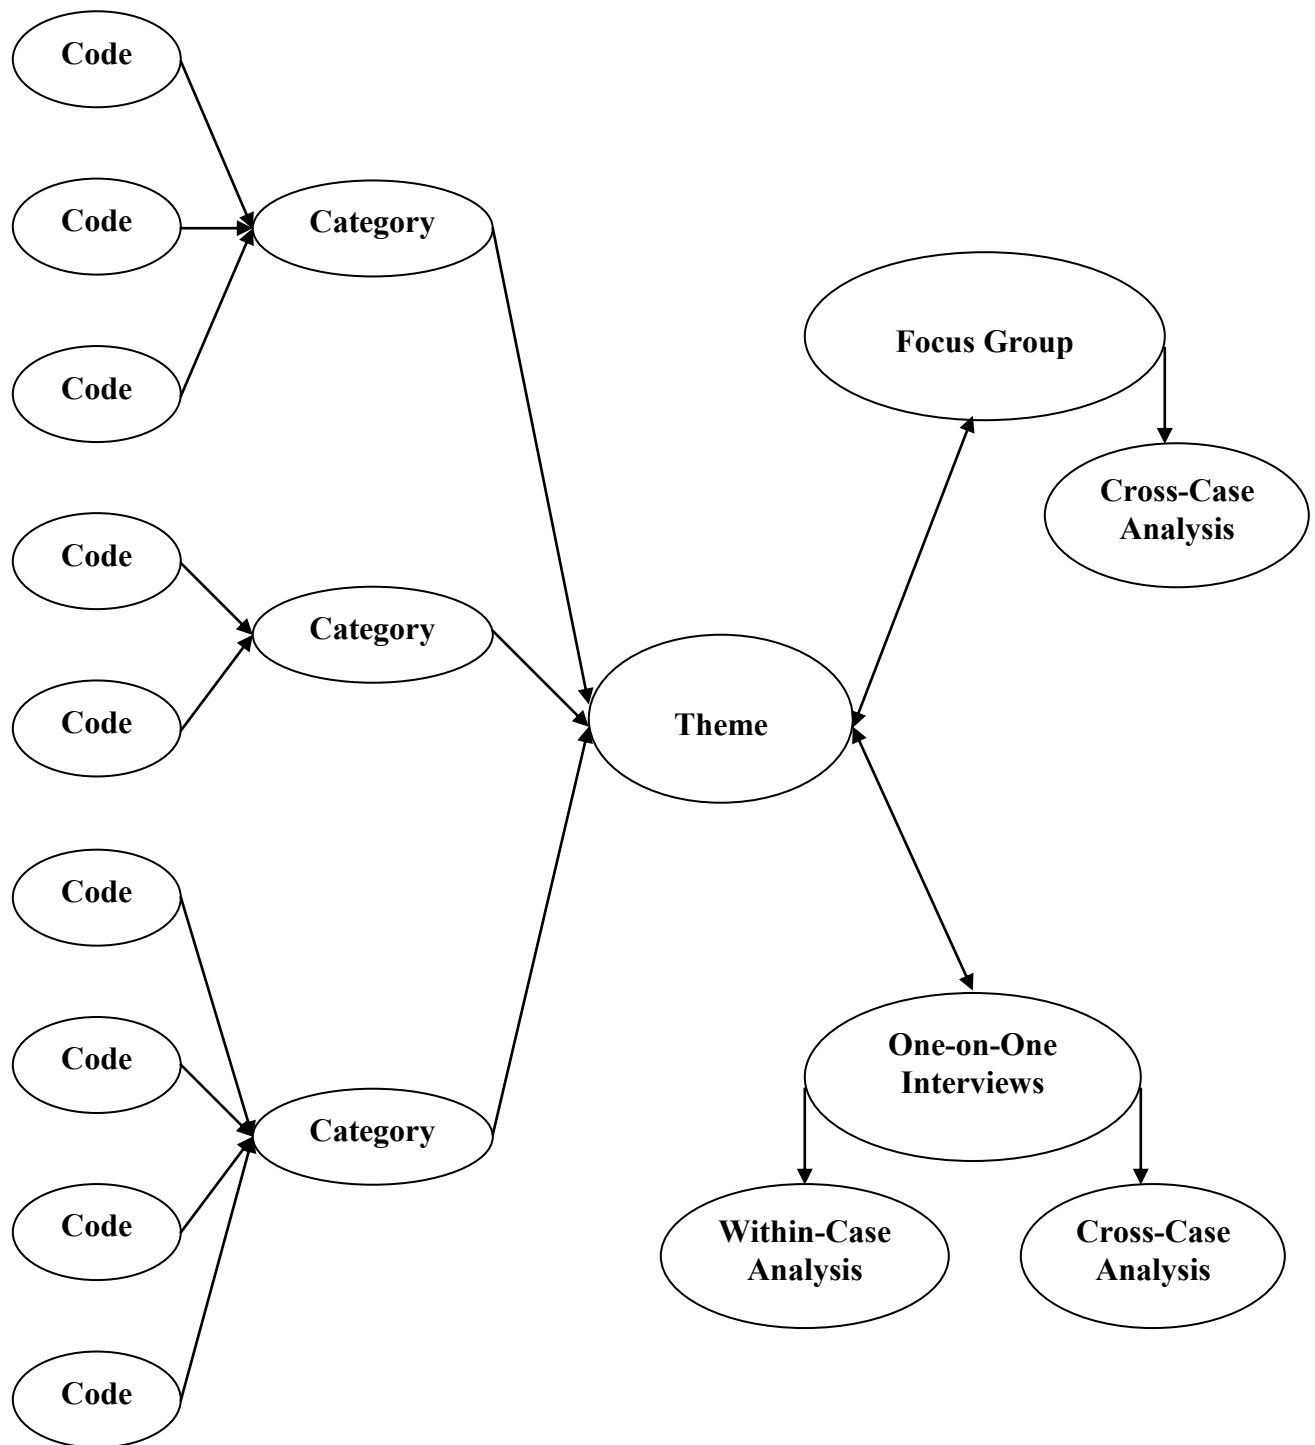 Code
Code
Category
Code
Code
Category
Code
Code
Code
Category
Code
Code
Theme
Focus Group
Cross-Case
Analysis
One-on-One
Interviews
Within-Case
Analysis
Cross-Case
Analysis